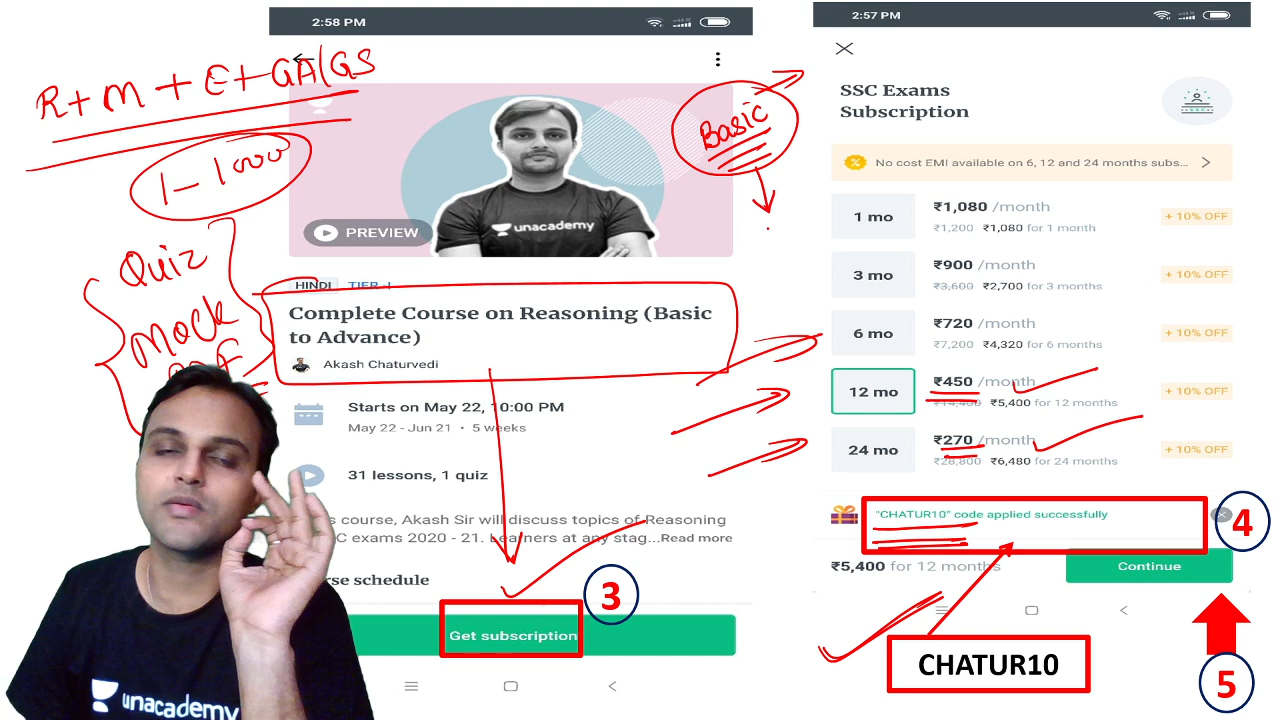 2:58 PM
R+M+E+GA/GS
1-1000
Quiz
Mock
Basic
unacademy
PREVIEW
HINDI TIER - I
Complete Course on Reasoning (Basic
to Advance)
Akash Chaturvedi
Starts on May 22, 10:00 PM
May 22 - Jun 21 • 5 weeks
31 lessons, 1 quiz
course, Akash Sir will discuss topics of Reasoning
C exams 2020 - 21. Learners at any stag...Read more
schedule
3
Get subscription
unacademy
2:57 PM
SSC Exams
Subscription
No cost EMI available on 6, 12 and 24 months subs...
1 mo ₹1,080 /month + 10% OFF
₹1,200 ₹1,080 for 1 month
3 mo ₹900 /month + 10% OFF
₹3,600 ₹2,700 for 3 months
6 mo ₹720 /month + 10% OFF
₹7,200 ₹4,320 for 6 months
12 mo ₹450 /month + 10% OFF
₹14,400 ₹5,400 for 12 months
24 mo ₹270 /month + 10% OFF
₹28,800 ₹6,480 for 24 months
"CHATUR10" code applied successfully
4
₹5,400 for 12 months Continue
CHATUR10
5